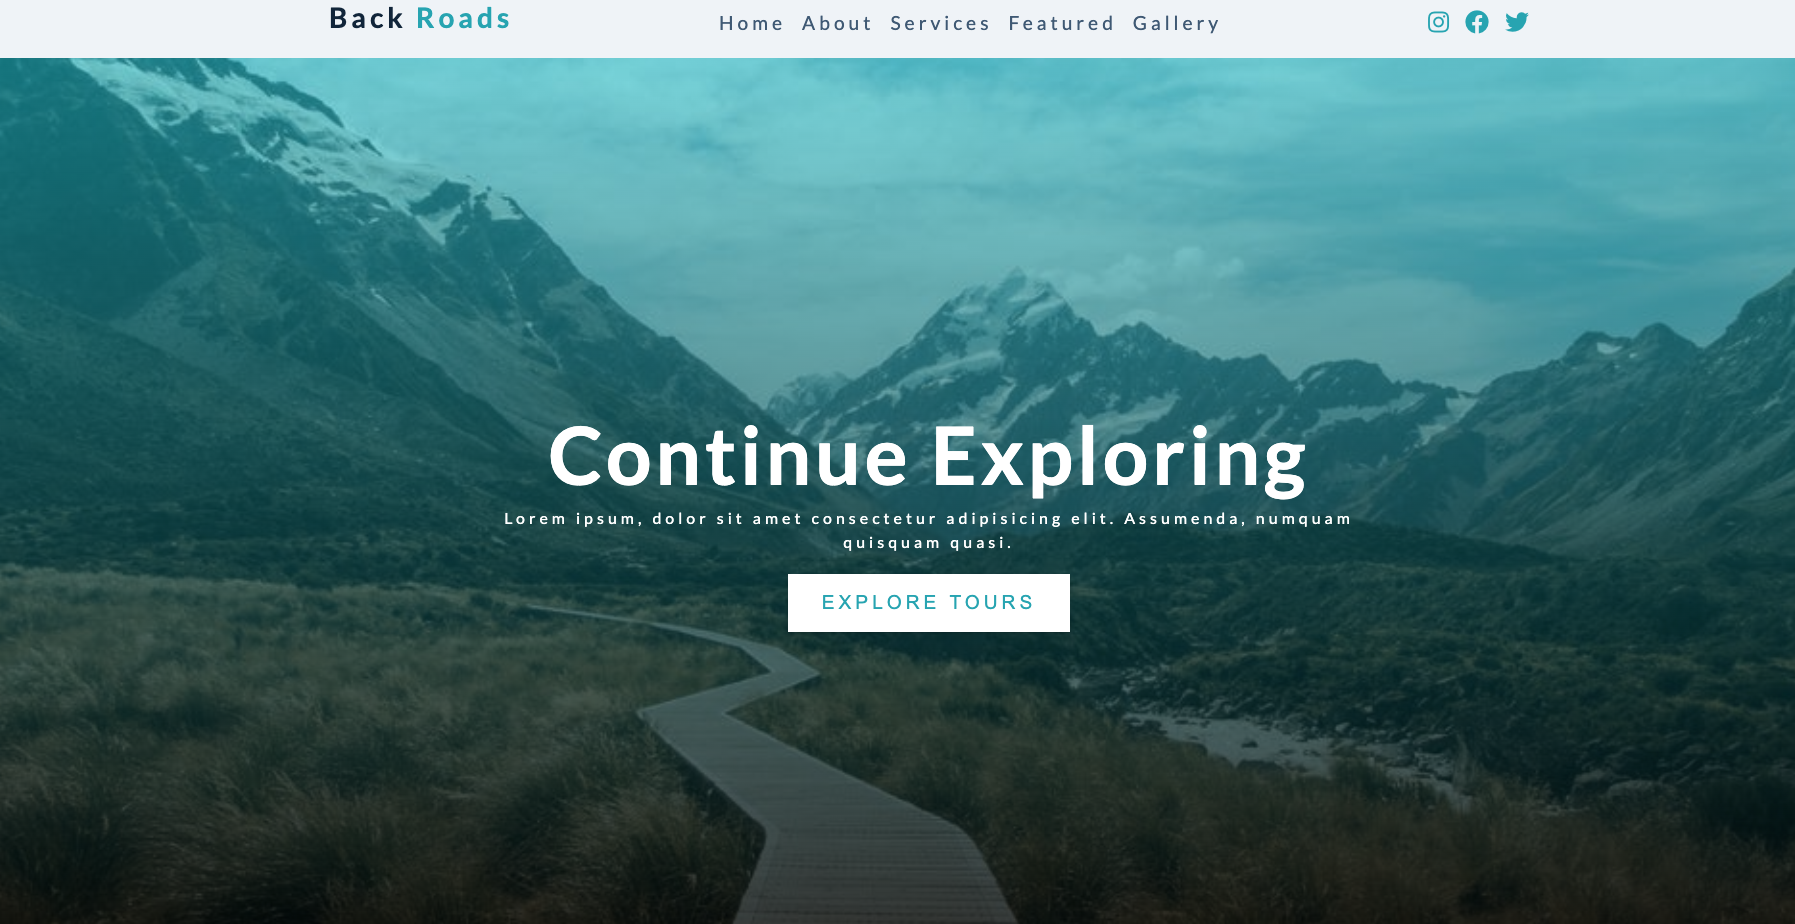 Back Roads
Home About Services Featured Gallery
Continue Exploring
Lorem ipsum, dolor sit amet consectetur adipisicing elit. Assumenda, numquam
quisquam quasi.
EXPLORE TOURS